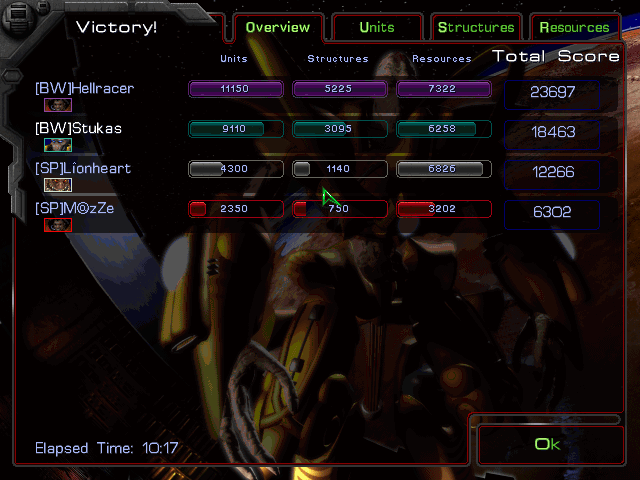 Victory!
Overview
Units
Structures
Resources
Units Structures Resources Total Score
[BW]Hellracer 11150 5225 7322 23697
[BW]Stukas 9110 3095 6258 18463
[SP]Lîonheart 4300 1140 6826 12266
[SP]M@zZe 2350 750 3202 6302
Elapsed Time: 10:17
Ok